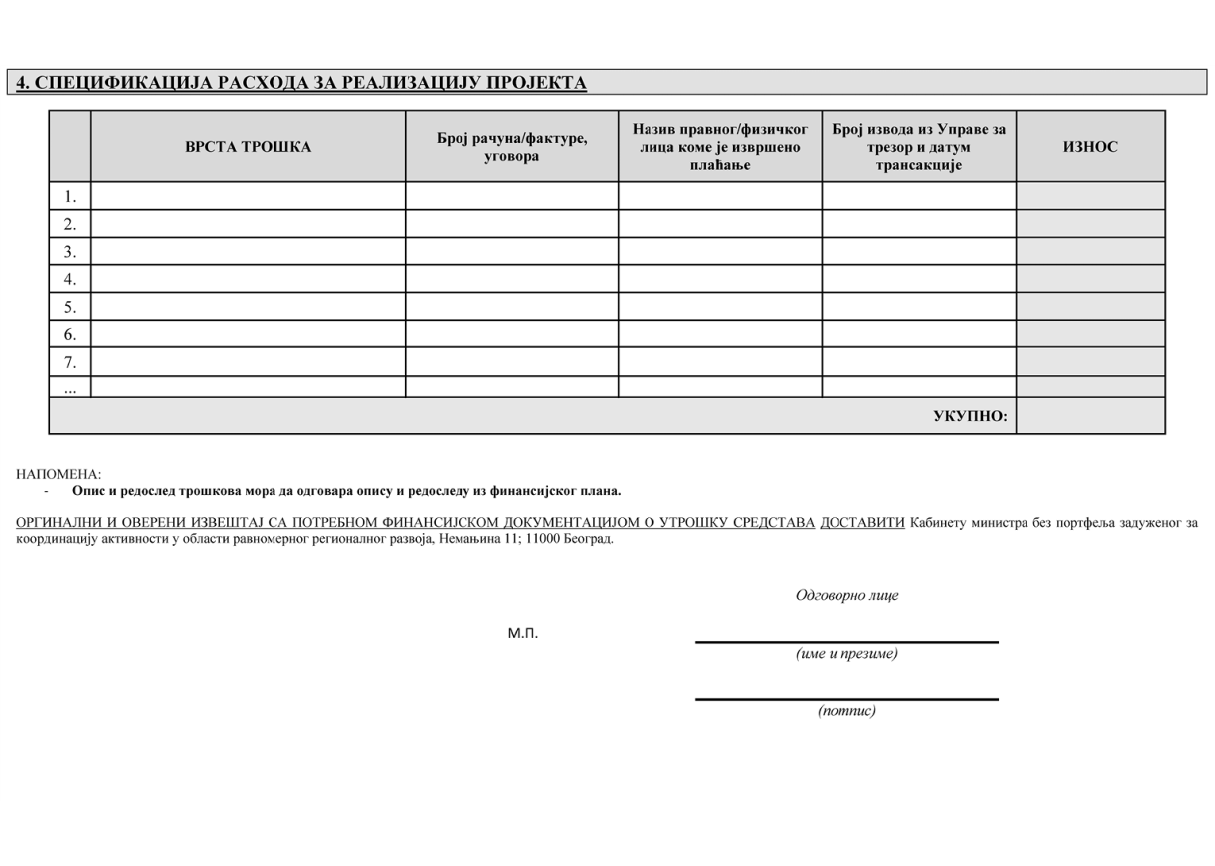 4. СПЕЦИФИКАЦИЈА РАСХОДА ЗА РЕАЛИЗАЦИЈУ ПРОЈЕКТА
ВРСТА ТРОШКА
Број рачуна/фактуре,
уговора
Назив правног/физичког
лица коме је извршено
плаћање
Број извода из Управе за
трезор и датум
трансакције
ИЗНОС
1.
2.
3.
4.
5.
6.
7.
...
УКУПНО:
НАПОМЕНА:
- Опис и редослед трошкова мора да одговара опису и редоследу из финансијског плана.
ОРГИНАЛНИ И ОВЕРЕНИ ИЗВЕШТАЈ СА ПОТРЕБНОМ ФИНАНСИЈСКОМ ДОКУМЕНТАЦИЈОМ О УТРОШКУ СРЕДСТАВА ДОСТАВИТИ Кабинету министра без портфеља задуженог за
координацију активности у области равномерног регионалног развоја, Немањина 11; 11000 Београд.
Одговорно лице
М.П.
(име и презиме)
(потпис)